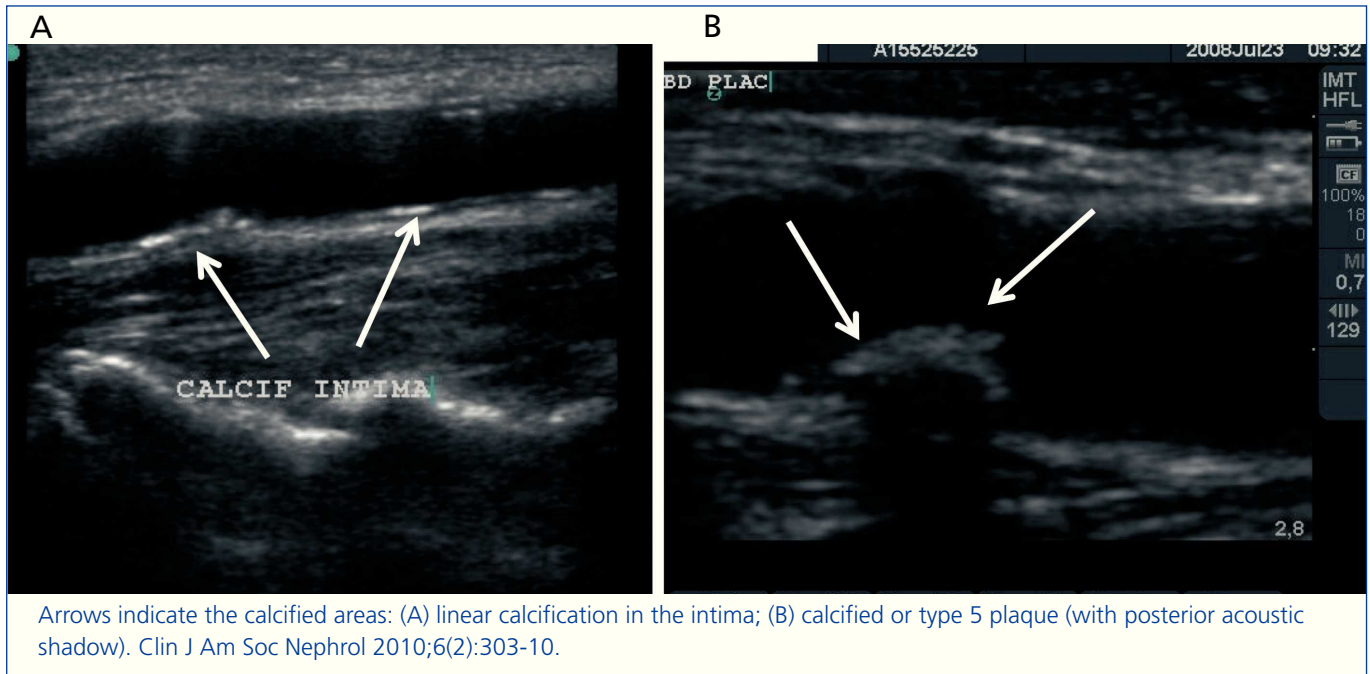 A
B
A15525225 2008Jul23 09:32
BD PLAC
IMT
HFL
CF
100%
18
0
MI
0,7
129
CALCIF INTIMA
2,8
Arrows indicate the calcified areas: (A) linear calcification in the intima; (B) calcified or type 5 plaque (with posterior acoustic
shadow). Clin J Am Soc Nephrol 2010;6(2):303-10.